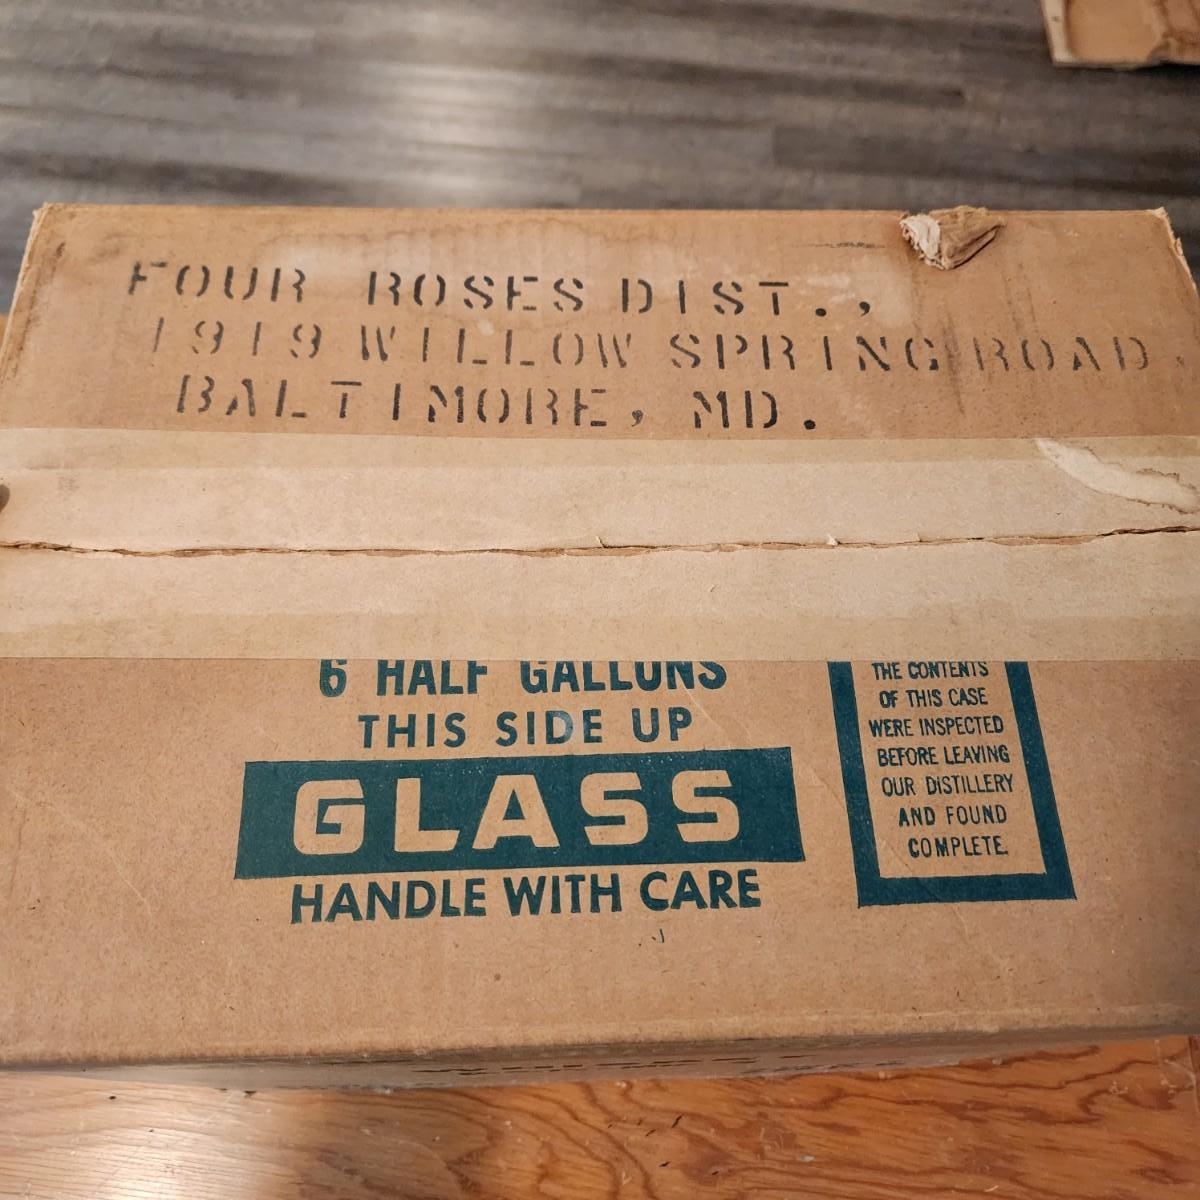 FOUR ROSES DIST.,
1919 WILLOW SPRING ROAD
BALTIMORE, MD.
6 HALF GALLONS
THIS SIDE UP
GLASS
HANDLE WITH CARE
THE CONTENTS
OF THIS CASE
WERE INSPECTED
BEFORE LEAVING
OUR DISTILLERY
AND FOUND
COMPLETE.